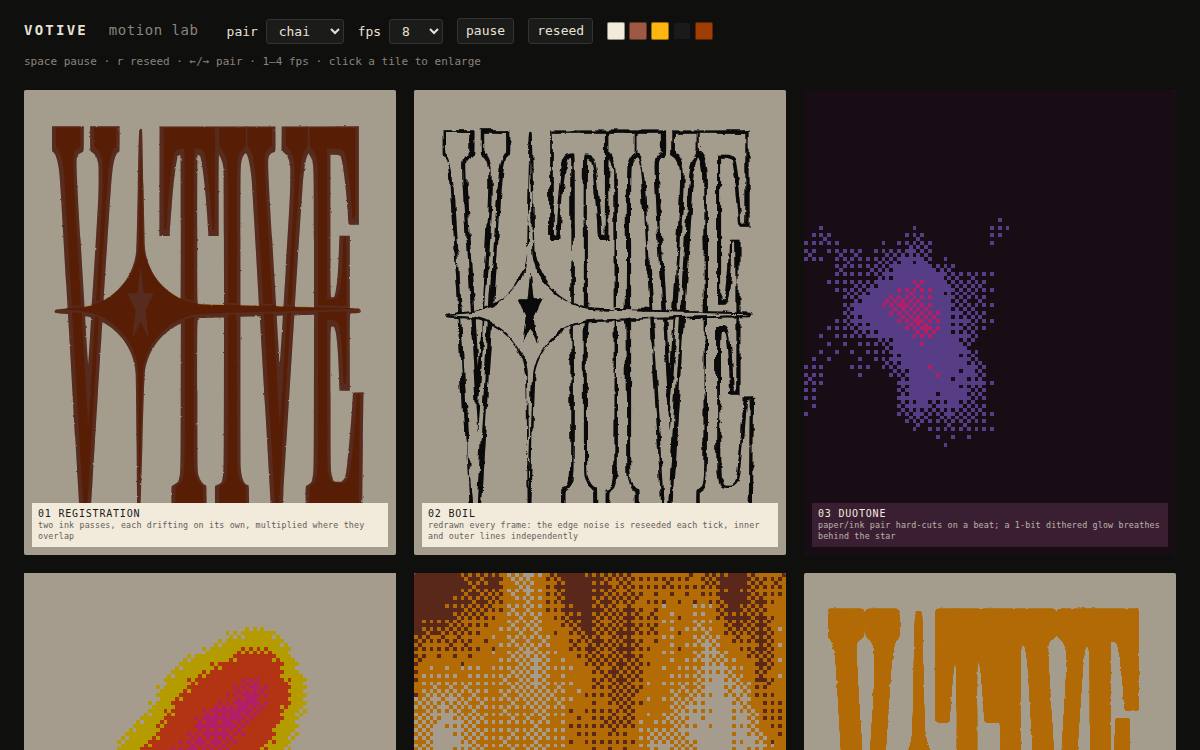 VOTIVE motion lab pair chai fps 8 pause reseed
space pause · r reseed · ←/→ pair · 1–4 fps · click a tile to enlarge
VOTIVE
01 REGISTRATION
two ink passes, each drifting on its own, multiplied where they
overlap
VOTIVE
02 BOIL
redrawn every frame: the edge noise is reseeded each tick, inner
and outer lines independently
03 DUOTONE
paper/ink pair hard-cuts on a beat; a 1-bit dithered glow breathes
behind the star